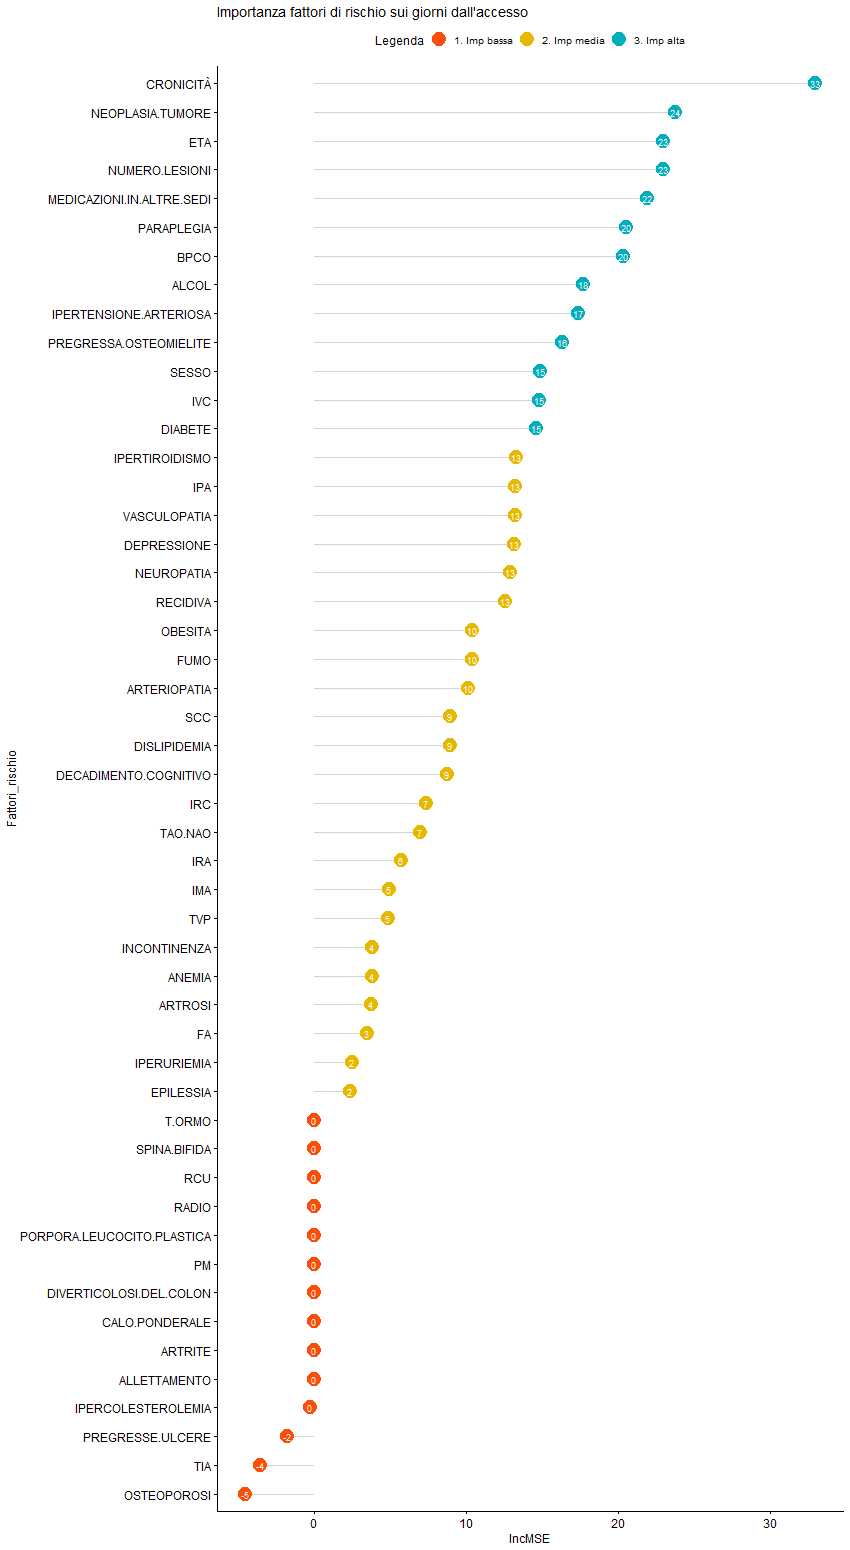 Importanza fattori di rischio sui giorni dall'accesso
Legenda 1. Imp bassa 2. Imp media 3. Imp alta
CRONICITÀ 33
NEOPLASIA.TUMORE 24
ETA 23
NUMERO.LESIONI 23
MEDICAZIONI.IN.ALTRE.SEDI 22
PARAPLEGIA 20
BPCO 20
ALCOL 18
IPERTENSIONE.ARTERIOSA 17
PREGRESSA.OSTEOMIELITE 16
SESSO 15
IVC 15
DIABETE 15
IPERTIROIDISMO 13
IPA 13
VASCULOPATIA 13
DEPRESSIONE 13
NEUROPATIA 13
RECIDIVA 13
OBESITA 10
FUMO 10
ARTERIOPATIA 10
SCC 9
DISLIPIDEMIA 9
DECADIMENTO.COGNITIVO 9
IRC 7
TAO.NAO 7
IRA 6
IMA 5
TVP 5
INCONTINENZA 4
ANEMIA 4
ARTROSI 4
FA 3
IPERURIEMIA 2
EPILESSIA 2
T.ORMO 0
SPINA.BIFIDA 0
RCU 0
RADIO 0
PORPORA.LEUCOCITO.PLASTICA 0
PM 0
DIVERTICOLOSI.DEL.COLON 0
CALO.PONDERALE 0
ARTRITE 0
ALLETTAMENTO 0
IPERCOLESTEROLEMIA 0
PREGRESSE.ULCERE -2
TIA -4
OSTEOPOROSI -5
Fattori_rischio
0 10 20 30
IncMSE